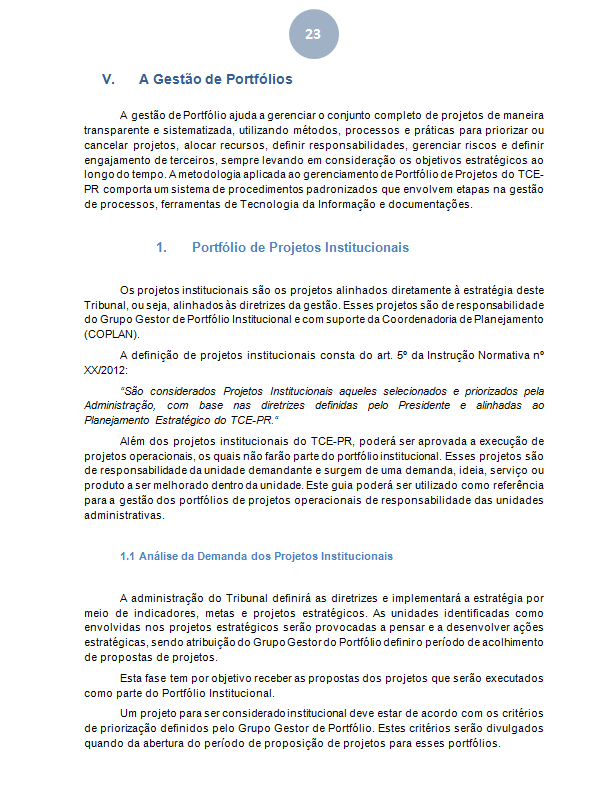 23
V. A Gestão de Portfólios
A gestão de Portfólio ajuda a gerenciar o conjunto completo de projetos de maneira
transparente e sistematizada, utilizando métodos, processos e práticas para priorizar ou
cancelar projetos, alocar recursos, definir responsabilidades, gerenciar riscos e definir
engajamento de terceiros, sempre levando em consideração os objetivos estratégicos ao
longo do tempo. A metodologia aplicada ao gerenciamento de Portfólio de Projetos do TCE-
PR comporta um sistema de procedimentos padronizados que envolvem etapas na gestão
de processos, ferramentas de Tecnologia da Informação e documentações.
1. Portfólio de Projetos Institucionais
Os projetos institucionais são os projetos alinhados diretamente à estratégia deste
Tribunal, ou seja, alinhados às diretrizes da gestão. Esses projetos são de responsabilidade
do Grupo Gestor de Portfólio Institucional e com suporte da Coordenadoria de Planejamento
(COPLAN).
A definição de projetos institucionais consta do art. 5º da Instrução Normativa nº
XX/2012:
“São considerados Projetos Institucionais aqueles selecionados e priorizados pela
Administração, com base nas diretrizes definidas pelo Presidente e alinhadas ao
Planejamento Estratégico do TCE-PR.“
Além dos projetos institucionais do TCE-PR, poderá ser aprovada a execução de
projetos operacionais, os quais não farão parte do portfólio institucional. Esses projetos são
de responsabilidade da unidade demandante e surgem de uma demanda, ideia, serviço ou
produto a ser melhorado dentro da unidade. Este guia poderá ser utilizado como referência
para a gestão dos portfólios de projetos operacionais de responsabilidade das unidades
administrativas.
1.1 Análise da Demanda dos Projetos Institucionais
A administração do Tribunal definirá as diretrizes e implementará a estratégia por
meio de indicadores, metas e projetos estratégicos. As unidades identificadas como
envolvidas nos projetos estratégicos serão provocadas a pensar e a desenvolver ações
estratégicas, sendo atribuição do Grupo Gestor do Portfólio definir o período de acolhimento
de propostas de projetos.
Esta fase tem por objetivo receber as propostas dos projetos que serão executados
como parte do Portfólio Institucional.
Um projeto para ser considerado institucional deve estar de acordo com os critérios
de priorização definidos pelo Grupo Gestor de Portfólio. Estes critérios serão divulgados
quando da abertura do período de proposição de projetos para esses portfólios.